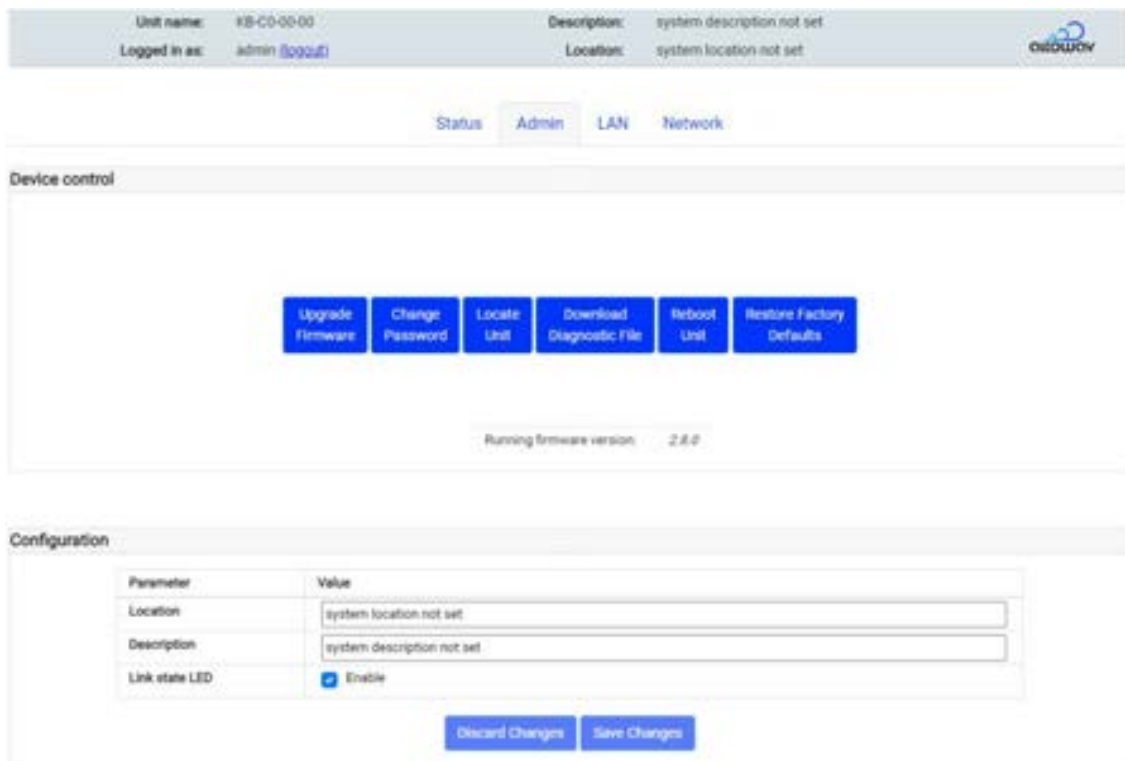 Unit name: KB-C0-00-00 Description: system description not set
Logged in as: admin (logout) Location: system location not set
Status Admin LAN Network
Device control
Upgrade Firmware
Change Password
Locate Unit
Download Diagnostic File
Reboot Unit
Restore Factory Defaults
Running firmware version: 2.8.0
Configuration
Parameter Value
Location system location not set
Description system description not set
Link state LED Enable
Discard Changes Save Changes